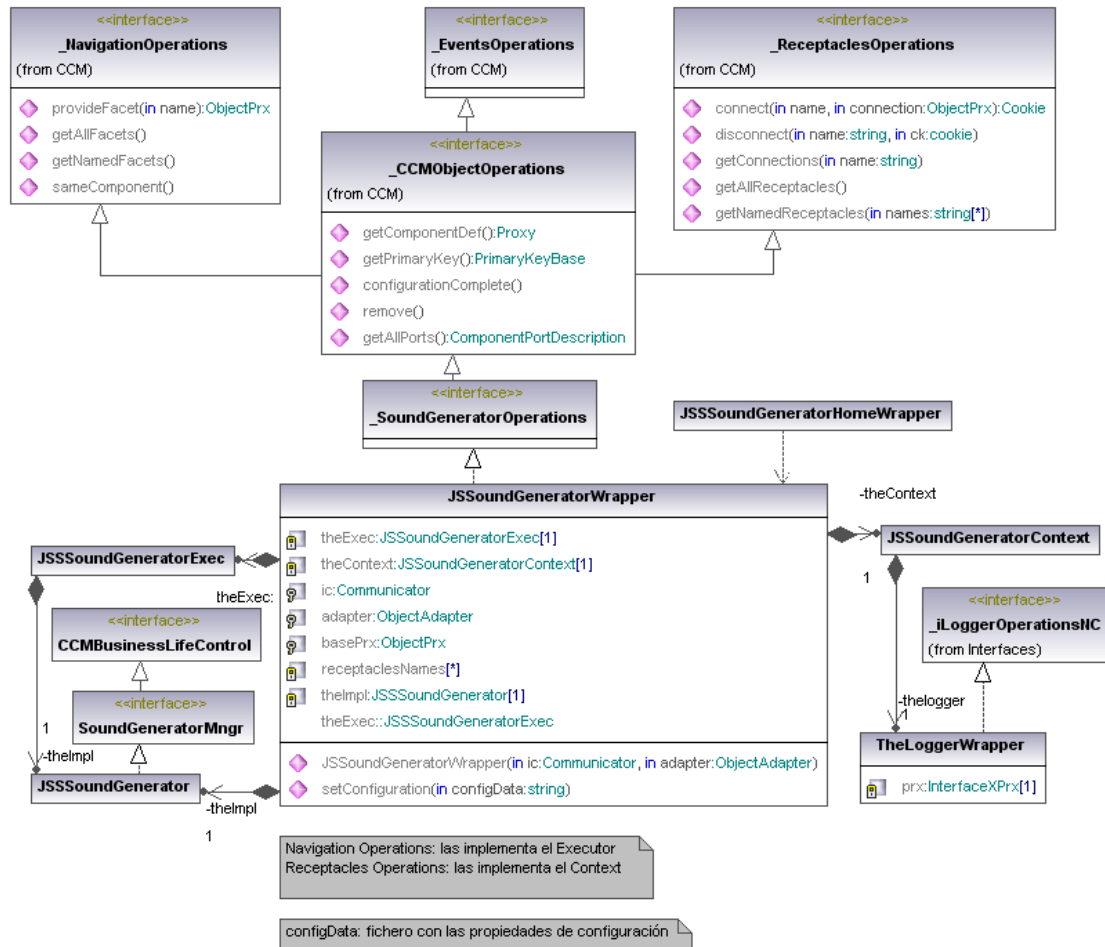 <<interface>>
_NavigationOperations
(from CCM)
provideFacet(in name):ObjectPrx
getAllFacets()
getNamedFacets()
sameComponent()
<<interface>>
_EventsOperations
(from CCM)
<<interface>>
_ReceptaclesOperations
(from CCM)
connect(in name, in connection:ObjectPrx):Cookie
disconnect(in name:string, in ck:cookie)
getConnections(in name:string)
getAllReceptacles()
getNamedReceptacles(in names:string[*])
<<interface>>
_CCMObjectOperations
(from CCM)
getComponentDef():Proxy
getPrimaryKey():PrimaryKeyBase
configurationComplete()
remove()
getAllPorts():ComponentPortDescription
<<interface>>
_SoundGeneratorOperations
JSSSoundGeneratorHomeWrapper
JSSoundGeneratorWrapper
theExec:JSSoundGeneratorExec[1]
theContext:JSSoundGeneratorContext[1]
ic:Communicator
adapter:ObjectAdapter
basePrx:ObjectPrx
receptaclesNames[*]
theImpl:JSSSoundGenerator[1]
theExec::JSSSoundGeneratorExec
JSSoundGeneratorWrapper(in ic:Communicator, in adapter:ObjectAdapter)
setConfiguration(in configData:string)
JSSSoundGeneratorExec
theExec:
<<interface>>
CCMBusinessLifeControl
<<interface>>
SoundGeneratorMngr
1
-theImpl
JSSSoundGenerator
-theImpl
1
-theContext
JSSoundGeneratorContext
1
<<interface>>
_iLoggerOperationsNC
(from Interfaces)
-thelogger
1
TheLoggerWrapper
prx:InterfaceXPrx[1]
Navigation Operations: las implementa el Executor
Receptacles Operations: las implementa el Context
configData: fichero con las propiedades de configuración